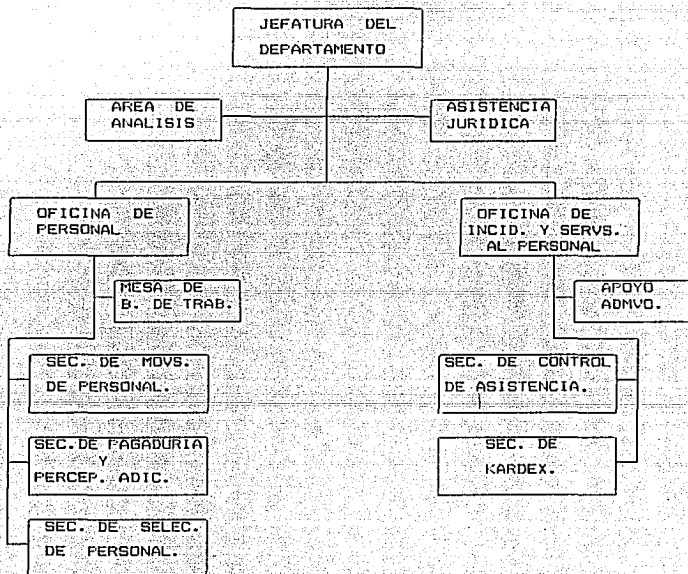 JEFATURA DEL
DEPARTAMENTO
AREA DE
ANALISIS
ASISTENCIA
JURIDICA
OFICINA DE
PERSONAL
OFICINA DE
INCID. Y SERVS.
AL PERSONAL
MESA DE
B. DE TRAB.
APOYO
ADMVO.
SEC. DE MOVS.
DE PERSONAL.
SEC. DE CONTROL
DE ASISTENCIA.
SEC.DE PAGADURIA
Y
PERCEP. ADIC.
SEC. DE
KARDEX.
SEC. DE SELEC.
DE PERSONAL.